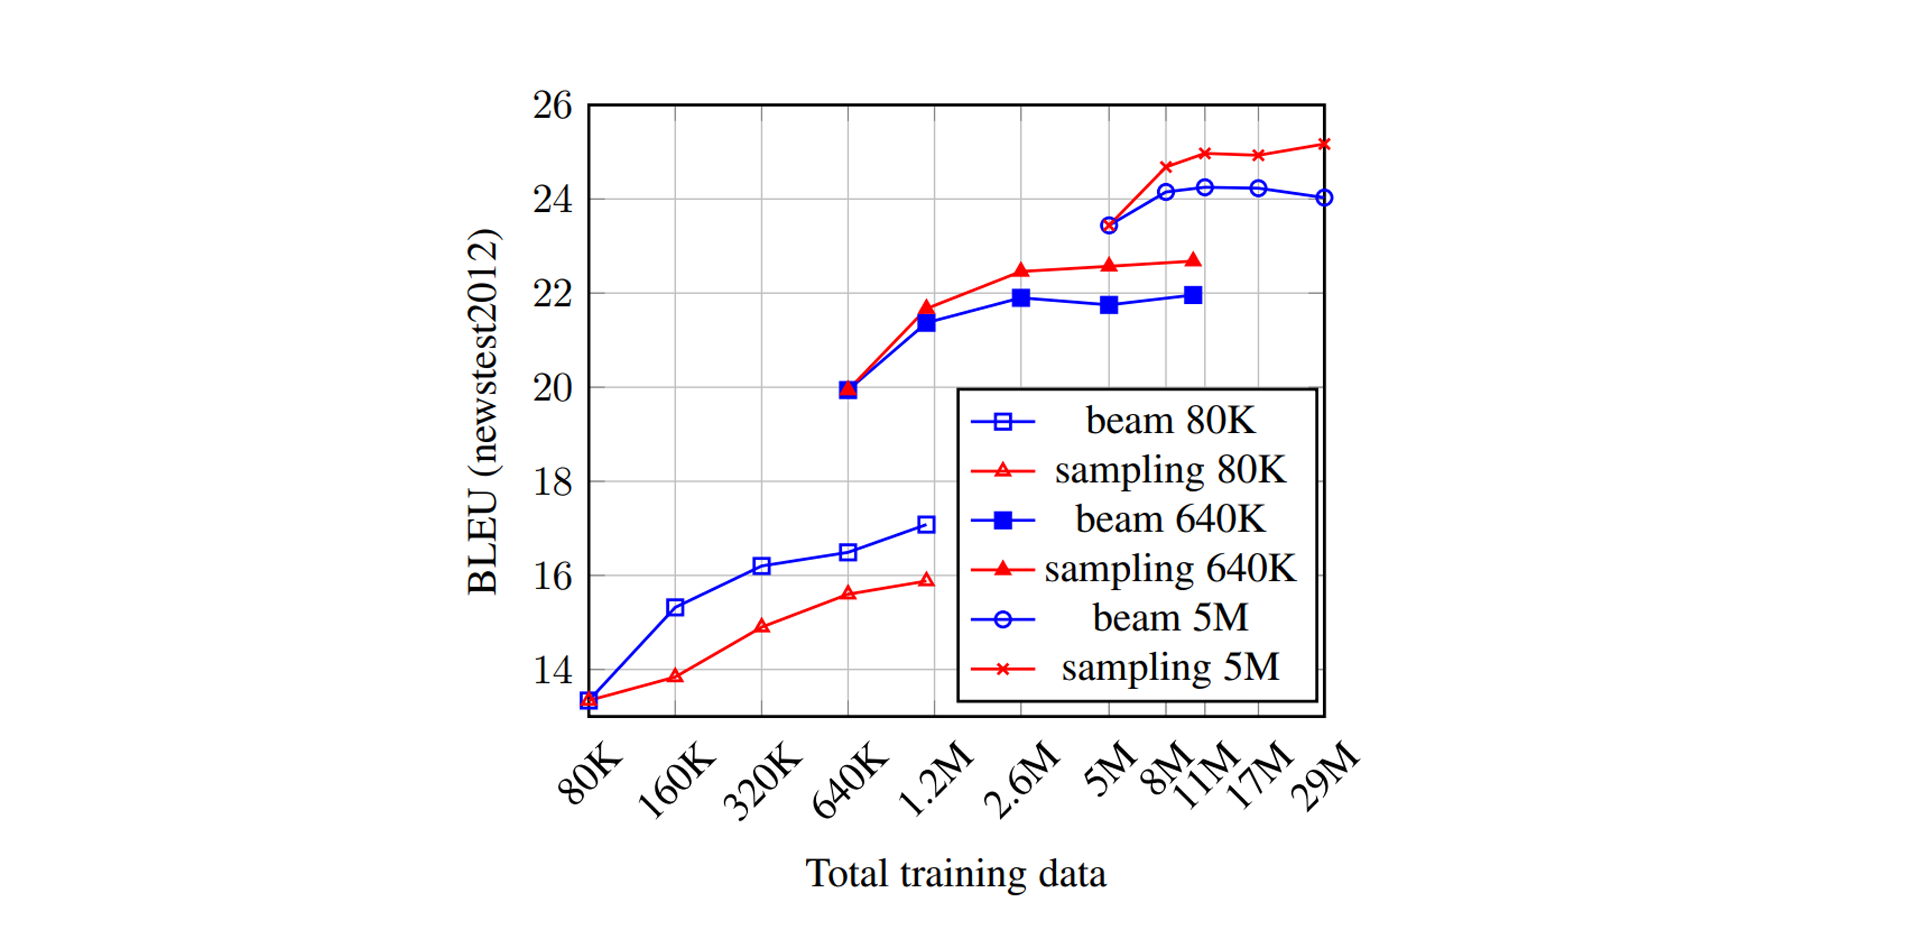 26
24
22
20
18
16
14
BLEU (newstest2012)
beam 80K
sampling 80K
beam 640K
sampling 640K
beam 5M
sampling 5M
80K 160K 320K 640K 1.2M 2.6M 5M 8M 11M 17M 29M
Total training data